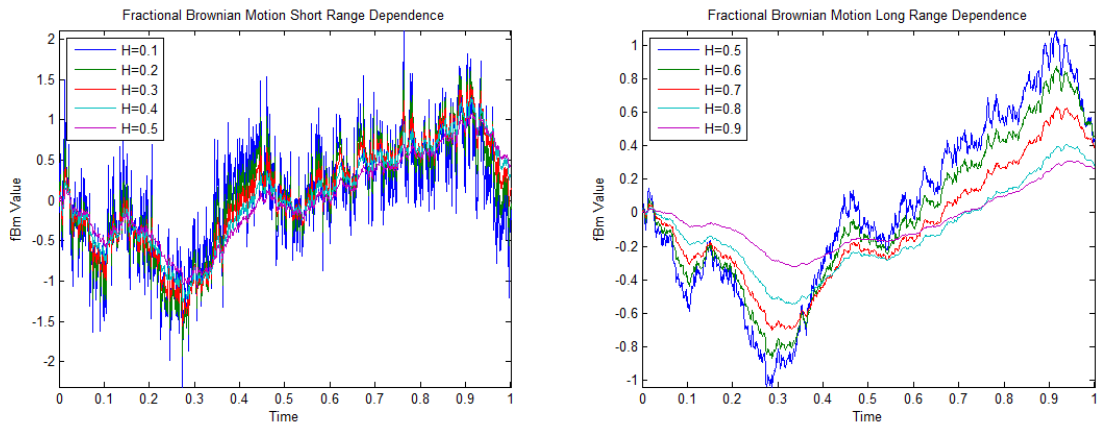 Fractional Brownian Motion Short Range Dependence
H=0.1
H=0.2
H=0.3
H=0.4
H=0.5
fBm Value
2
1.5
1
0.5
0
-0.5
-1
-1.5
-2
0 0.1 0.2 0.3 0.4 0.5 0.6 0.7 0.8 0.9 1
Time
Fractional Brownian Motion Long Range Dependence
H=0.5
H=0.6
H=0.7
H=0.8
H=0.9
fBm Value
1
0.8
0.6
0.4
0.2
0
-0.2
-0.4
-0.6
-0.8
-1
0 0.1 0.2 0.3 0.4 0.5 0.6 0.7 0.8 0.9 1
Time